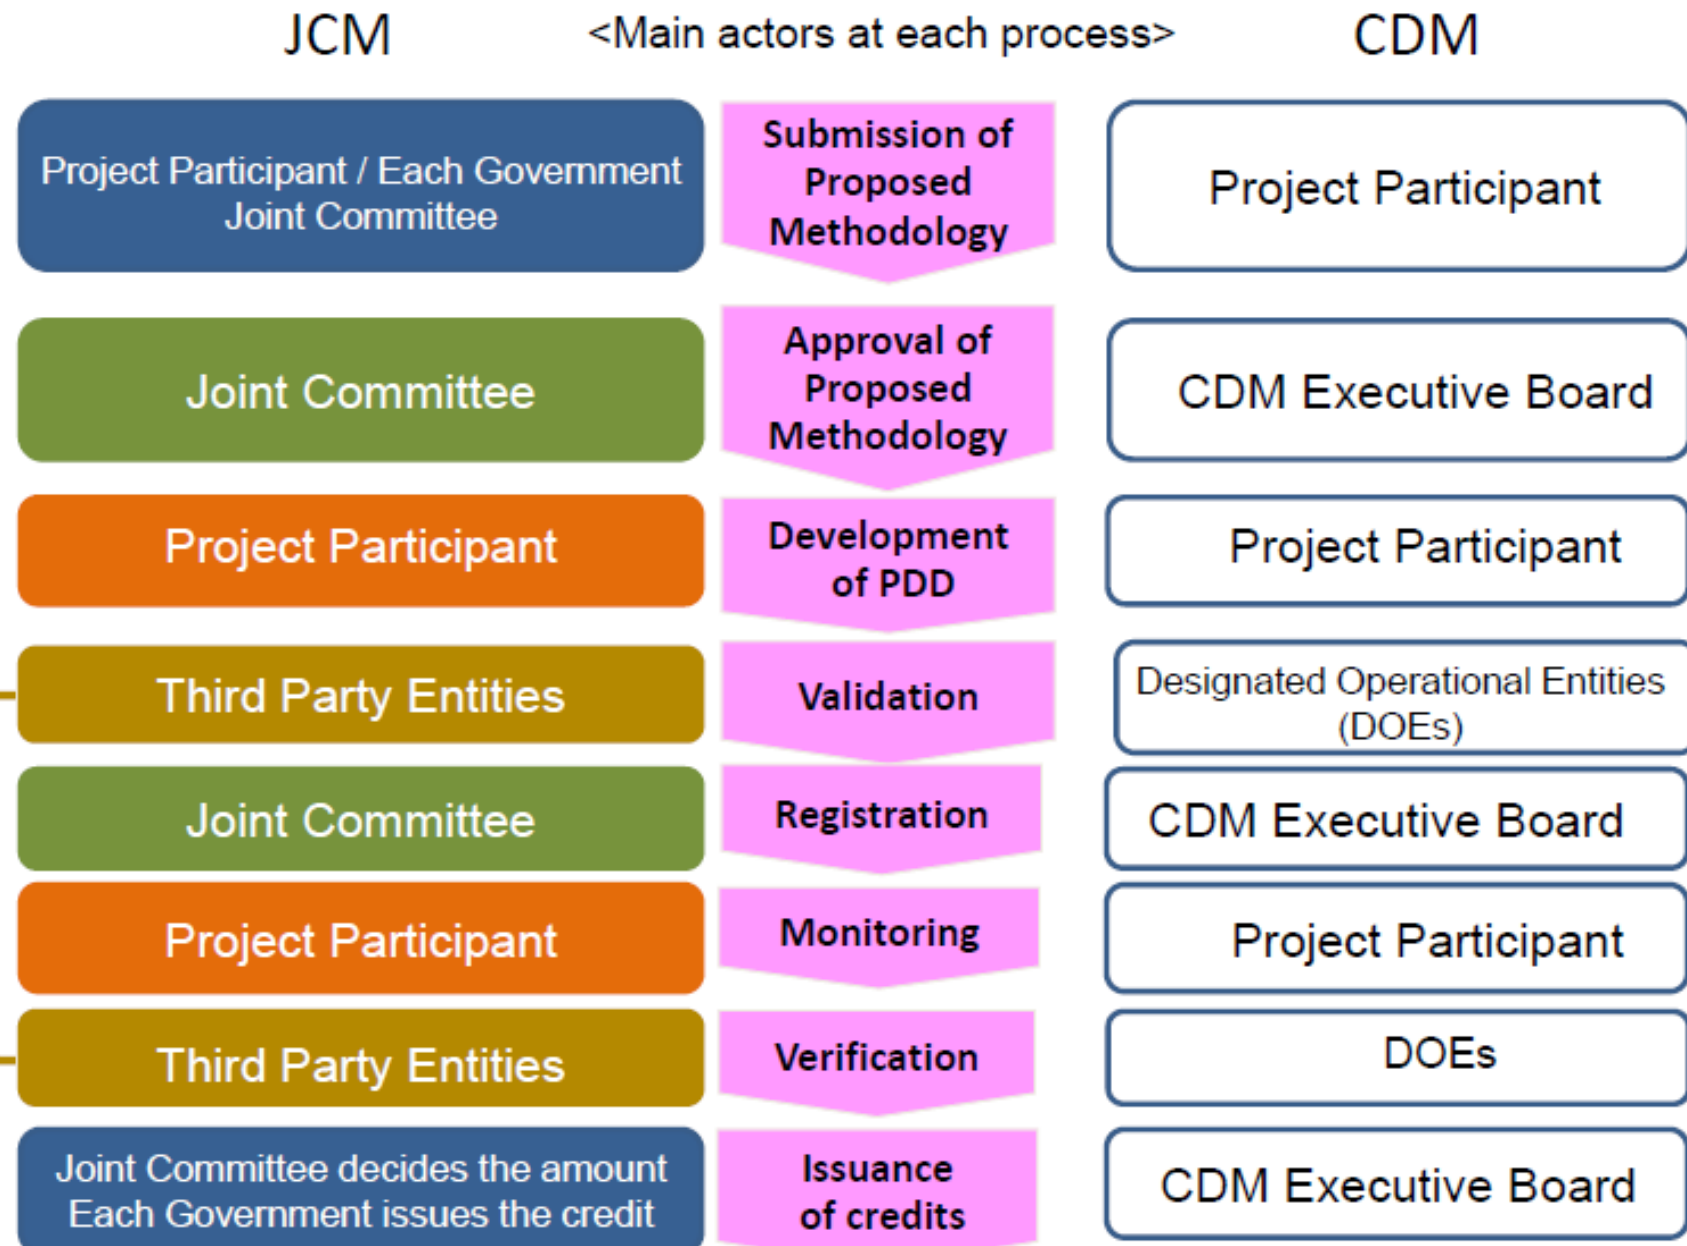 JCM
<Main actors at each process>
CDM
Project Participant / Each Government
Joint Committee
Submission of
Proposed
Methodology
Project Participant
Joint Committee
Approval of
Proposed
Methodology
CDM Executive Board
Project Participant
Development
of PDD
Project Participant
Third Party Entities
Validation
Designated Operational Entities
(DOEs)
Joint Committee
Registration
CDM Executive Board
Project Participant
Monitoring
Project Participant
Third Party Entities
Verification
DOEs
Joint Committee decides the amount
Each Government issues the credit
Issuance
of credits
CDM Executive Board